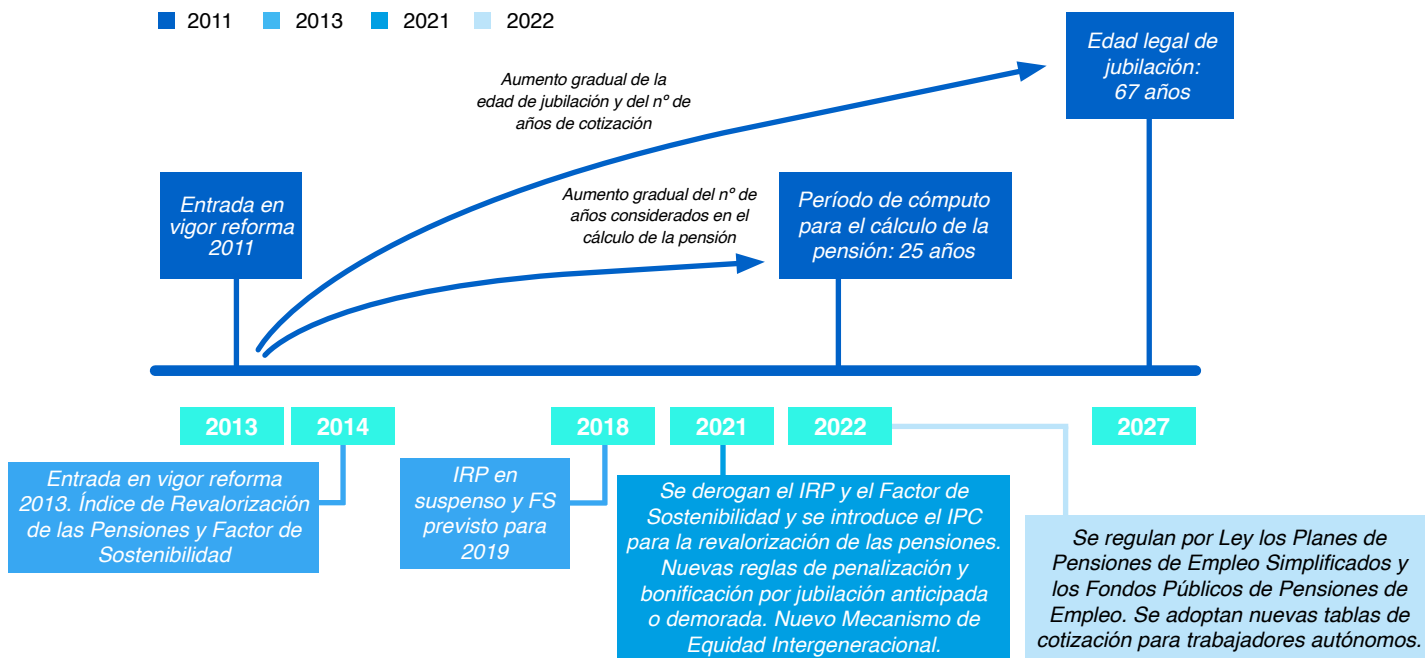 2011 2013 2021 2022
Aumento gradual de la
edad de jubilación y del nº de
años de cotización
Edad legal de
jubilación:
67 años
Entrada en
vigor reforma
2011
Aumento gradual del nº de
años considerados en el
cálculo de la pensión
Período de cómputo
para el cálculo de la
pensión: 25 años
2013 2014 2018 2021 2022 2027
Entrada en vigor reforma
2013. Índice de Revalorización
de las Pensiones y Factor de
Sostenibilidad
IRP en
suspenso y FS
previsto para
2019
Se derogan el IRP y el Factor de
Sostenibilidad y se introduce el IPC
para la revalorización de las pensiones.
Nuevas reglas de penalización y
bonificación por jubilación anticipada
o demorada. Nuevo Mecanismo de
Equidad Intergeneracional.
Se regulan por Ley los Planes de
Pensiones de Empleo Simplificados y
los Fondos Públicos de Pensiones de
Empleo. Se adoptan nuevas tablas de
cotización para trabajadores autónomos.